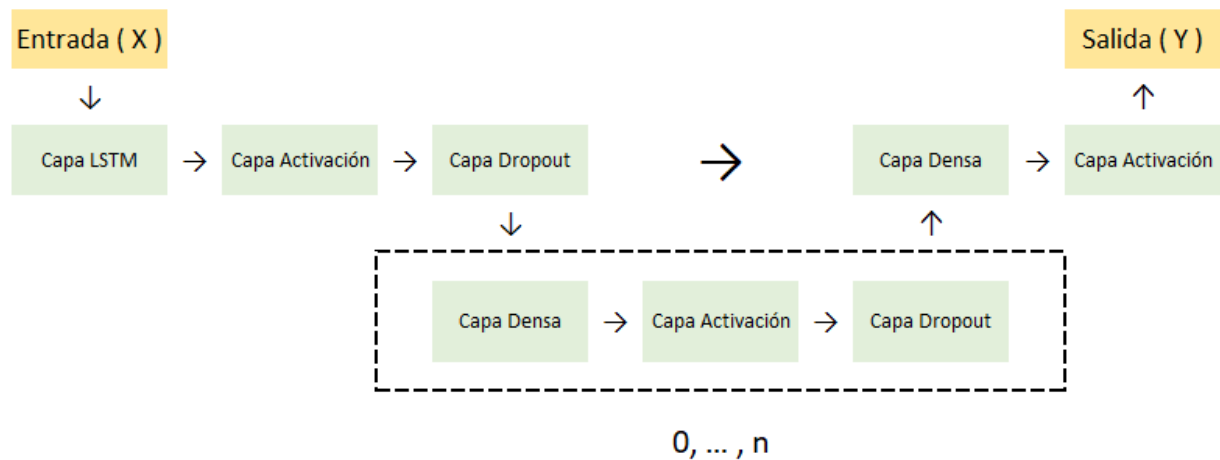 Entrada ( X )
Salida ( Y )
Capa LSTM
Capa Activación
Capa Dropout
Capa Densa
Capa Activación
Capa Densa
Capa Activación
Capa Dropout
0, ... , n